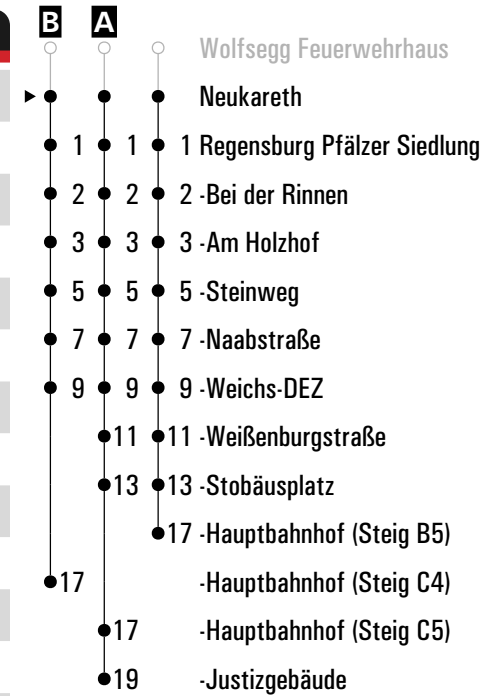 B A
Wolfsegg Feuerwehrhaus
Neukareth
1 1 1 Regensburg Pfälzer Siedlung
2 2 2 -Bei der Rinnen
3 3 3 -Am Holzhof
5 5 5 -Steinweg
7 7 7 -Naabstraße
9 9 9 -Weichs-DEZ
11 11 -Weißenburgstraße
13 13 -Stobäusplatz
17 -Hauptbahnhof (Steig B5)
17 -Hauptbahnhof (Steig C4)
17 -Hauptbahnhof (Steig C5)
19 -Justizgebäude